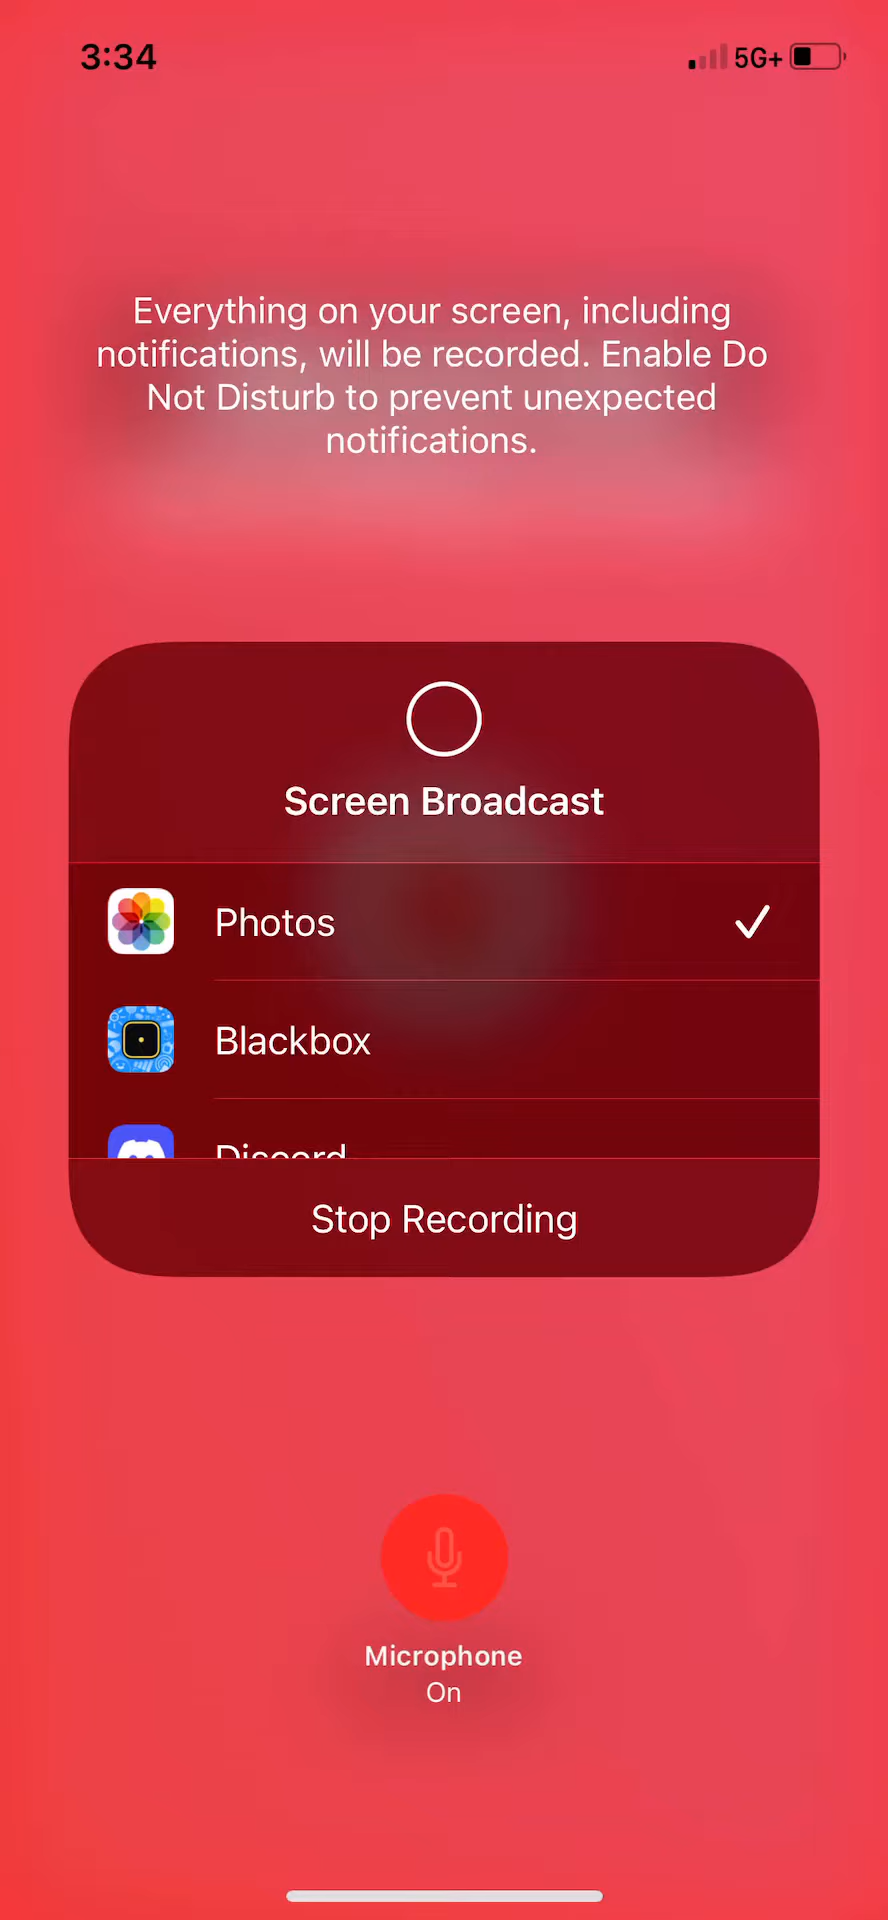 3:34
5G+
Everything on your screen, including
notifications, will be recorded. Enable Do
Not Disturb to prevent unexpected
notifications.
Screen Broadcast
Photos
Blackbox
Discord
Stop Recording
Microphone
On